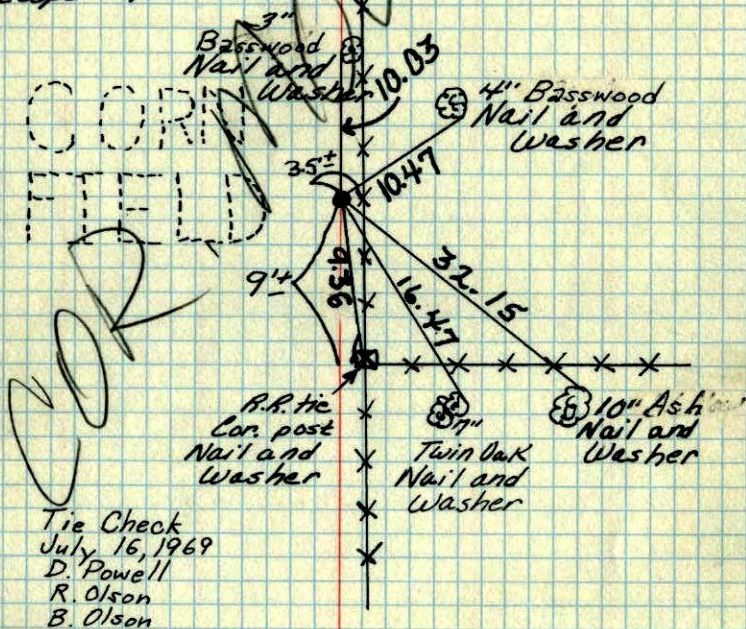 3"
Basswood
Nail and
Washer
10.03
4" Basswood
Nail and
Washer
CORN
FIELD
3.5'±
10.47
9'±
9.36
16.47
32.15
R.R. tie
Cor. post
Nail and
Washer
7"
Twin Oak
Nail and
Washer
10" Ash
Nail and
Washer
Tie Check
July 16, 1969
D. Powell
R. Olson
B. Olson